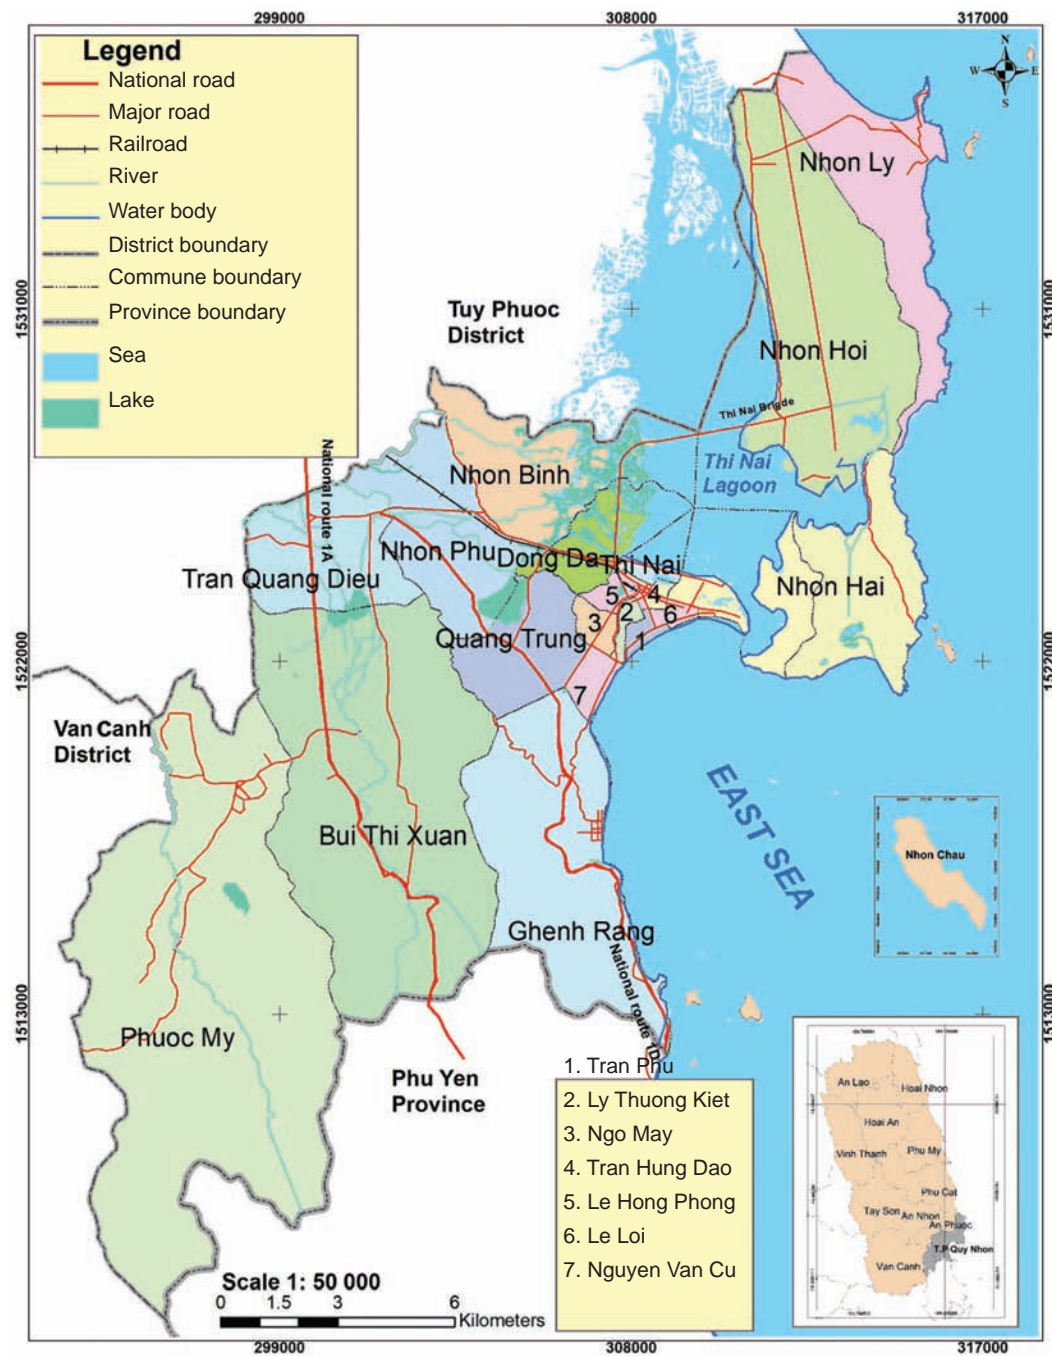 299000
308000
317000
Legend
National road
Major road
Railroad
River
Water body
District boundary
Commune boundary
Province boundary
Sea
Lake
N
W
E
S
1531000
1531000
Nhon Ly
Tuy Phuoc
District
Nhon Hoi
Thi Nai Brigde
National route 1A
Nhon Binh
Thi Nai
Lagoon
Nhon Phu
Dong Da
Thi Nai
Tran Quang Dieu
Nhon Hai
5
4
2
6
3
1
Quang Trung
7
1522000
1522000
Van Canh
District
EAST SEA
Bui Thi Xuan
Nhon Chau
Ghenh Rang
National route 1D
1513000
1513000
Phuoc My
Phu Yen
Province
1. Tran Phu
2. Ly Thuong Kiet
3. Ngo May
4. Tran Hung Dao
5. Le Hong Phong
6. Le Loi
7. Nguyen Van Cu
An Lao
Hoai Nhon
Hoai An
Vinh Thanh
Phu My
Phu Cat
Tay Son
An Nhon
An Phuoc
T.P Quy Nhon
Van Canh
Scale 1: 50 000
0 1.5 3 6
Kilometers
299000
308000
317000